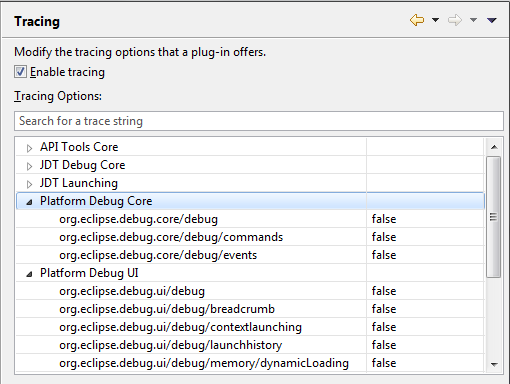 Tracing
Modify the tracing options that a plug-in offers.
Enable tracing
Tracing Options:
Search for a trace string
API Tools Core
JDT Debug Core
JDT Launching
Platform Debug Core
org.eclipse.debug.core/debug false
org.eclipse.debug.core/debug/commands false
org.eclipse.debug.core/debug/events false
Platform Debug UI
org.eclipse.debug.ui/debug false
org.eclipse.debug.ui/debug/breadcrumb false
org.eclipse.debug.ui/debug/contextlaunching false
org.eclipse.debug.ui/debug/launchhistory false
org.eclipse.debug.ui/debug/memory/dynamicLoading false